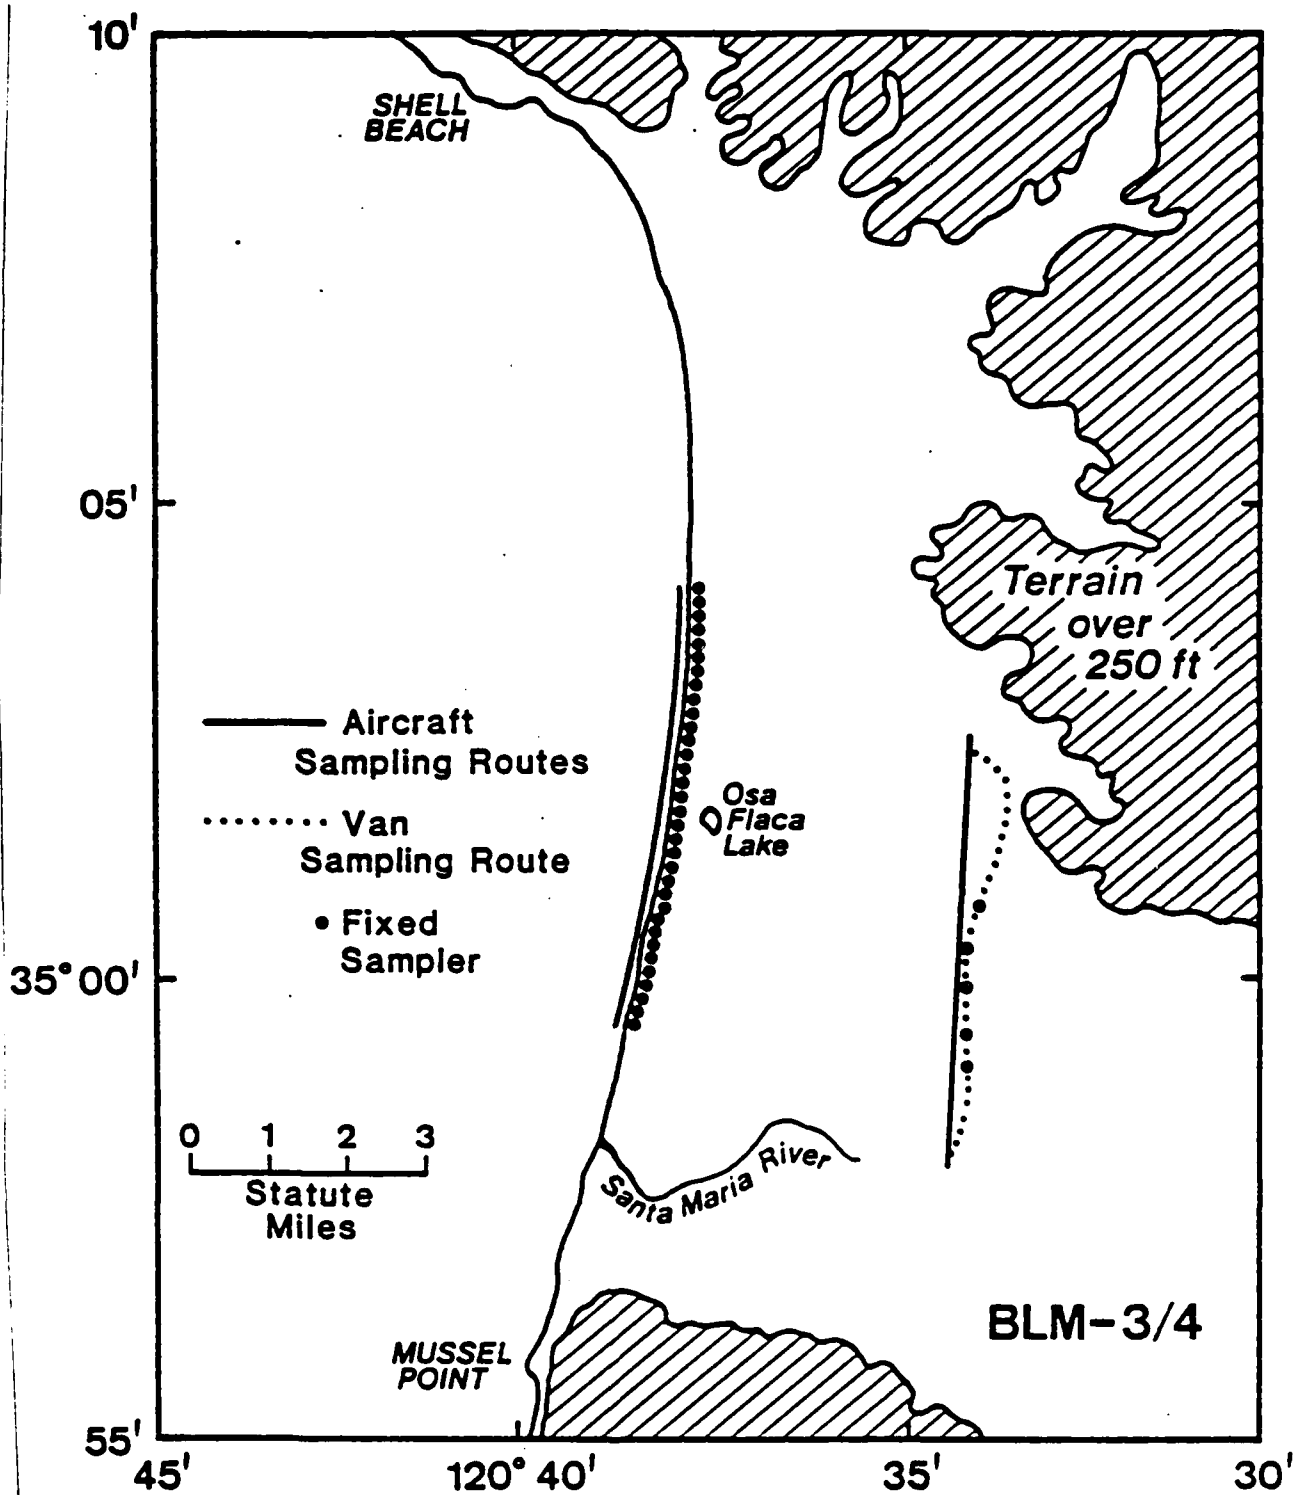 10'
SHELL
BEACH
05'
Terrain
over
250 ft
Aircraft
Sampling Routes
Van
Sampling Route
Fixed
Sampler
Osa
Flaca
Lake
35°00'
0 1 2 3
Statute
Miles
Santa Maria River
BLM-3/4
MUSSEL
POINT
55'
45' 120°40' 35' 30'